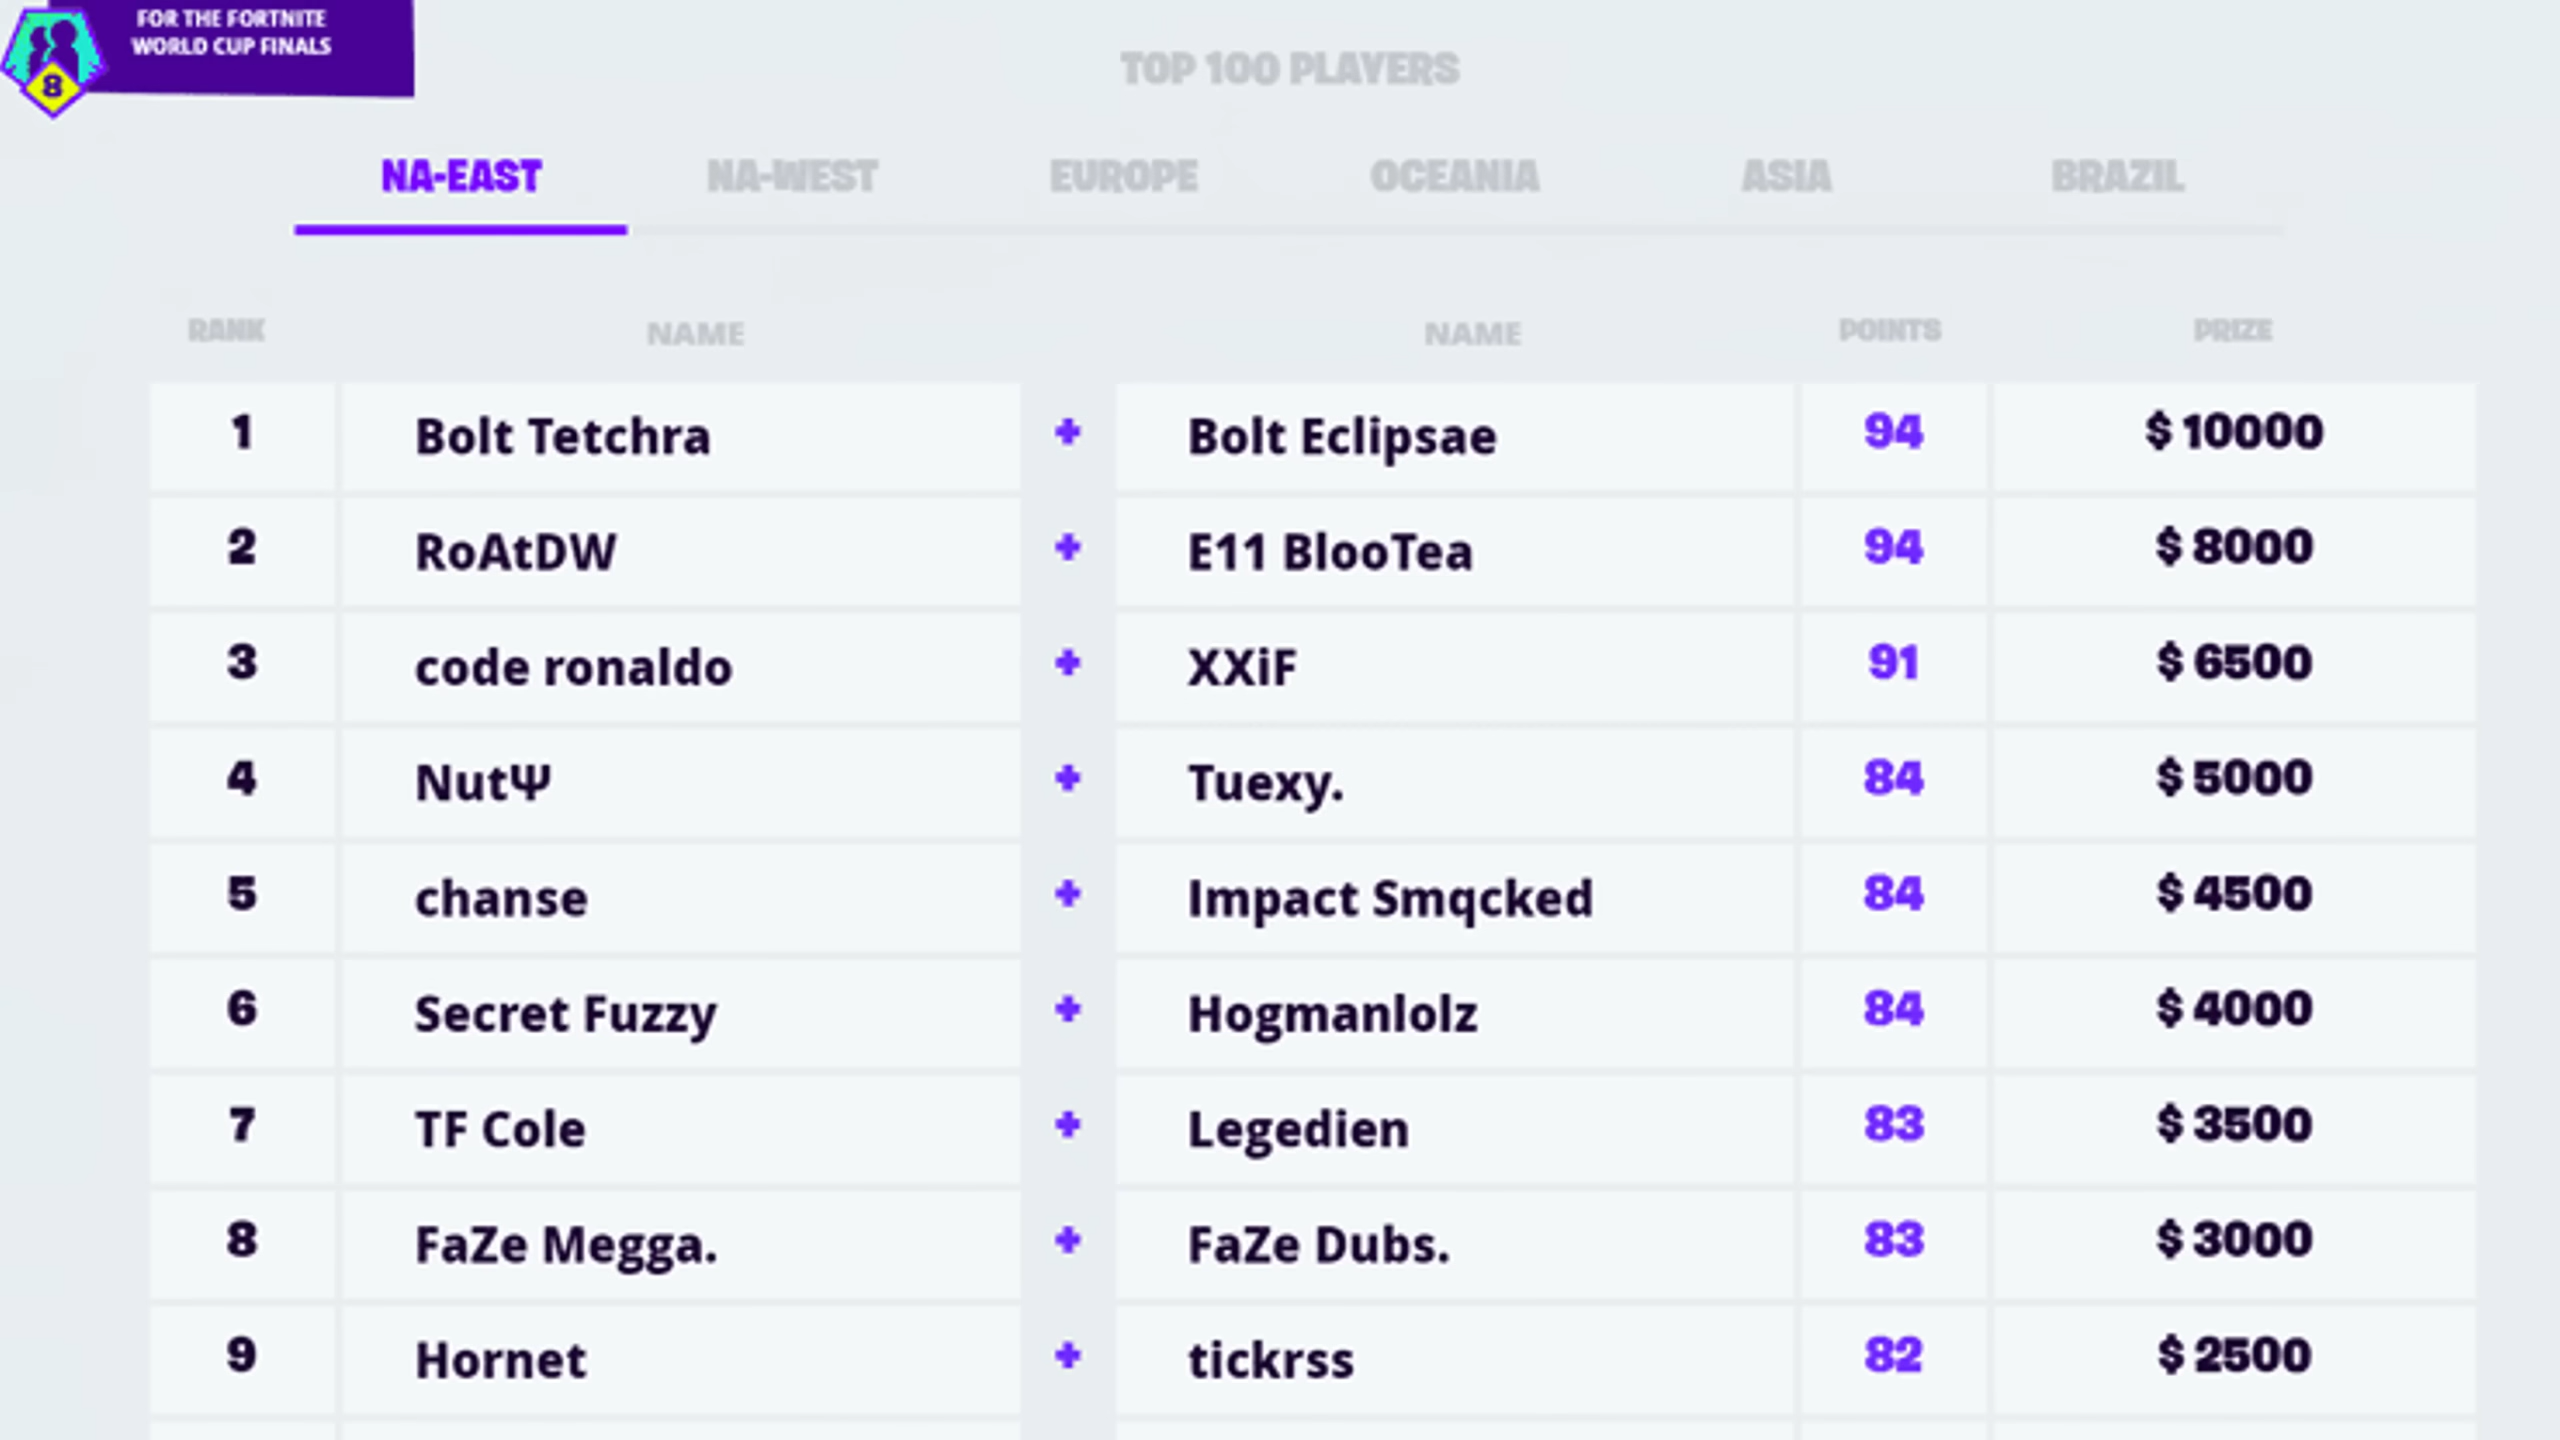 FOR THE FORTNITE
WORLD CUP FINALS
8
TOP 100 PLAYERS
NA-EAST NA-WEST EUROPE OCEANIA ASIA BRAZIL
RANK NAME NAME POINTS PRIZE
1 Bolt Tetchra + Bolt Eclipsae 94 $ 10000
2 RoAtDW + E11 BlooTea 94 $ 8000
3 code ronaldo + XXiF 91 $ 6500
4 NutΨ + Tuexy. 84 $ 5000
5 chanse + Impact Smqcked 84 $ 4500
6 Secret Fuzzy + Hogmanlolz 84 $ 4000
7 TF Cole + Legedien 83 $ 3500
8 FaZe Megga. + FaZe Dubs. 83 $ 3000
9 Hornet + tickrss 82 $ 2500